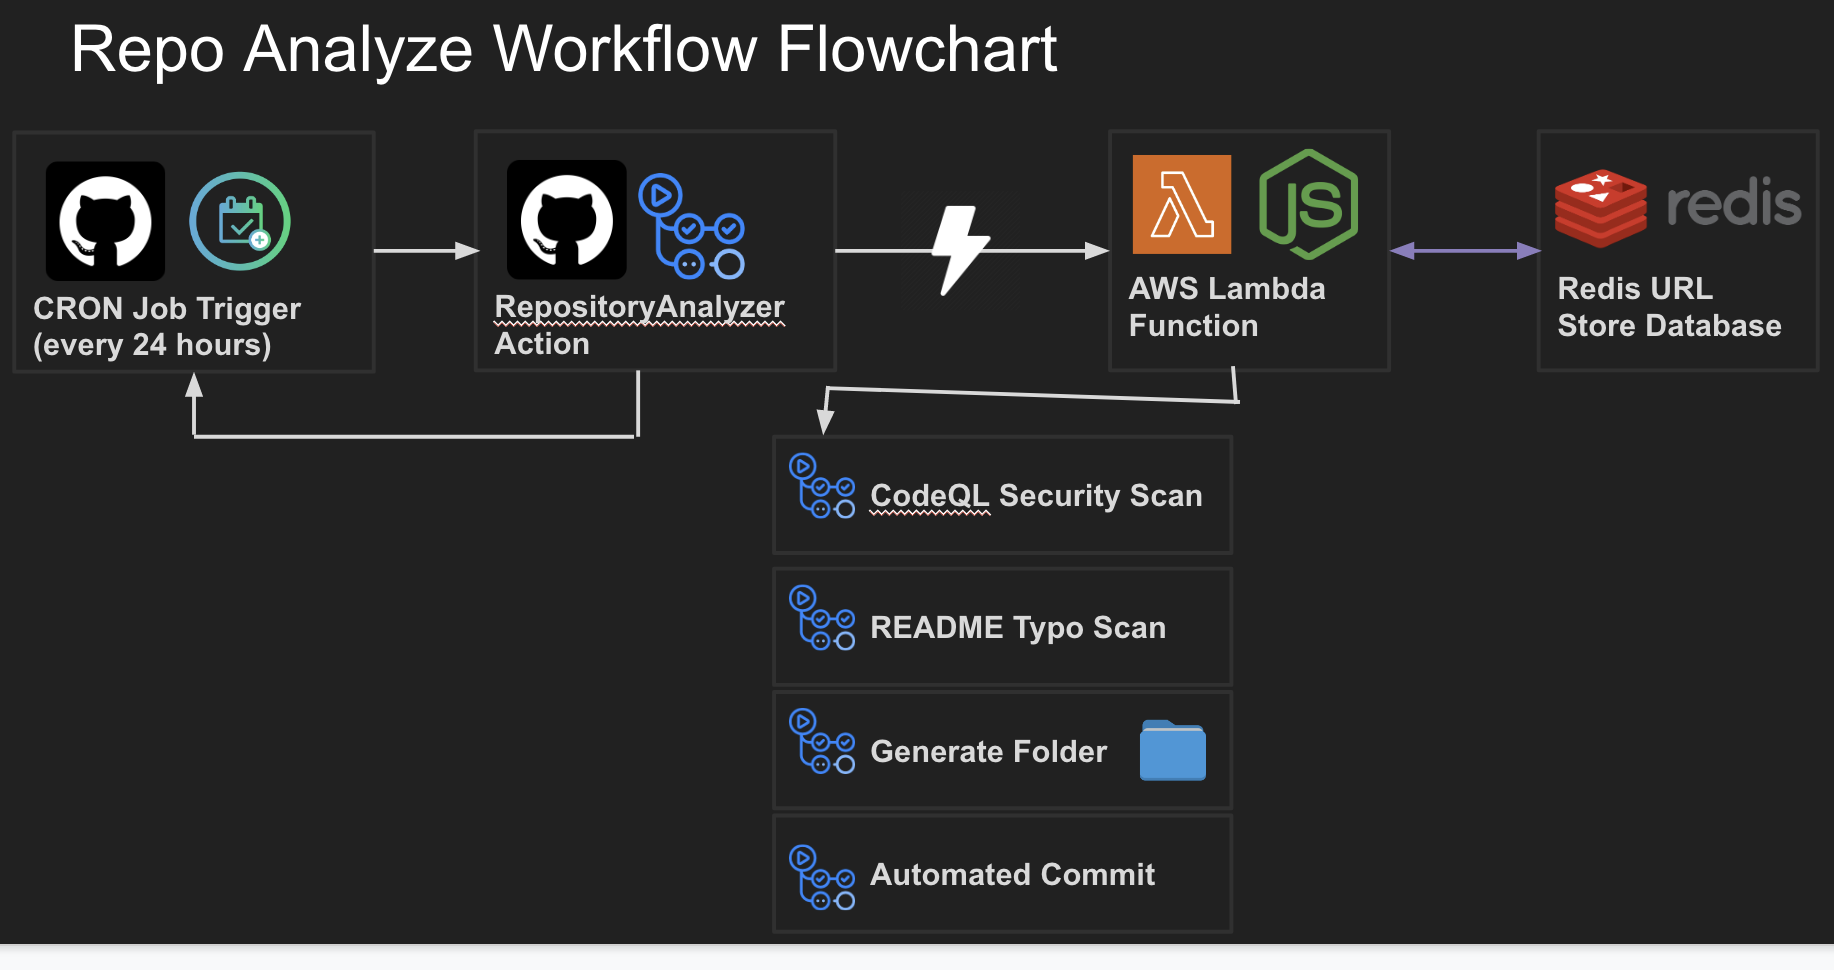 Repo Analyze Workflow Flowchart
CRON Job Trigger
(every 24 hours)
RepositoryAnalyzer
Action
JS
AWS Lambda
Function
redis
Redis URL
Store Database
CodeQL Security Scan
README Typo Scan
Generate Folder
Automated Commit